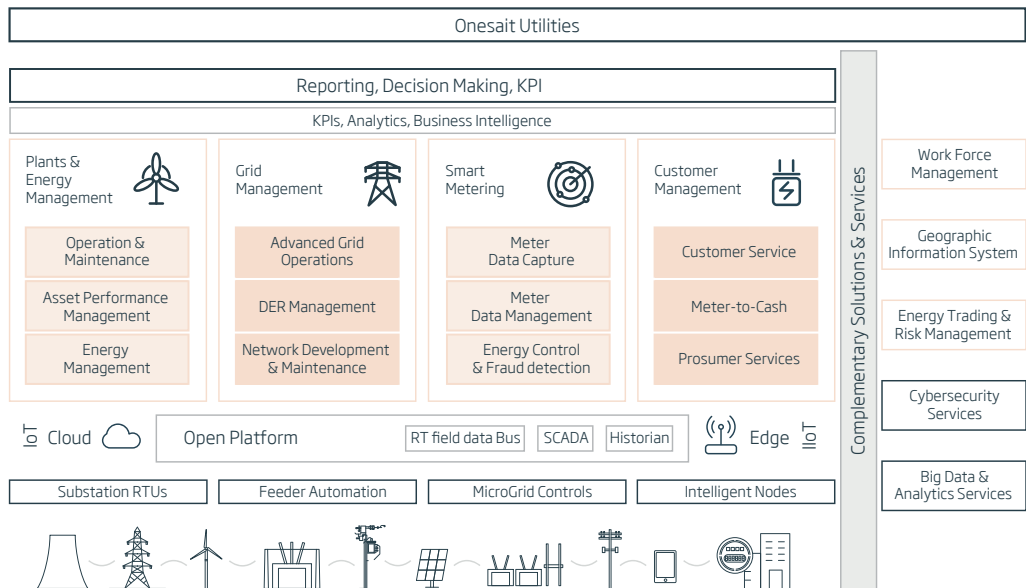 Onesait Utilities
Reporting, Decision Making, KPI
KPIs, Analytics, Business Intelligence
Plants &
Energy
Management
Operation &
Maintenance
Asset Performance
Management
Energy
Management
Grid
Management
Advanced Grid
Operations
DER Management
Network Development
& Maintenance
Smart
Metering
Meter
Data Capture
Meter
Data Management
Energy Control
& Fraud detection
Customer
Management
Customer Service
Meter-to-Cash
Prosumer Services
IoT
Cloud
Open Platform
RT field data Bus
SCADA
Historian
Edge
IIoT
Substation RTUs
Feeder Automation
MicroGrid Controls
Intelligent Nodes
Complementary Solutions & Services
Work Force
Management
Geographic
Information System
Energy Trading &
Risk Management
Cybersecurity
Services
Big Data &
Analytics Services